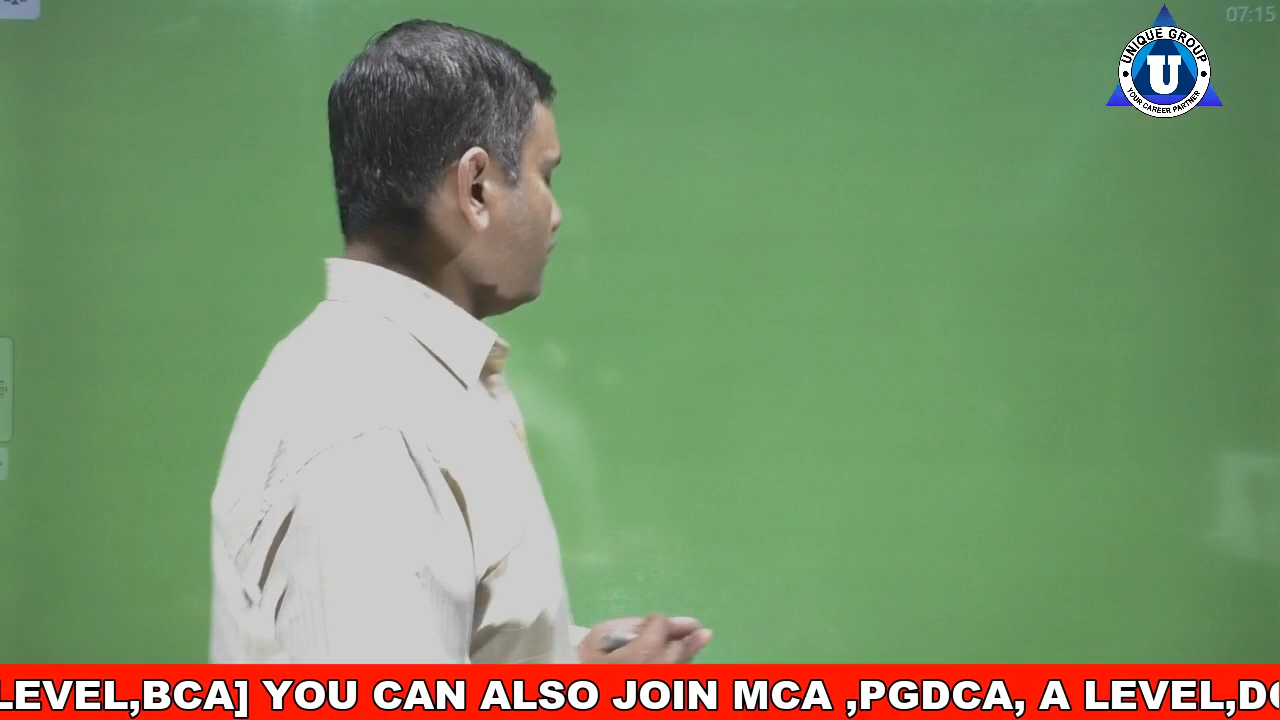 07:15
UNIQUE GROUP
U
YOUR CAREER PARTNER
LEVEL,BCA] YOU CAN ALSO JOIN MCA ,PGDCA, A LEVEL,